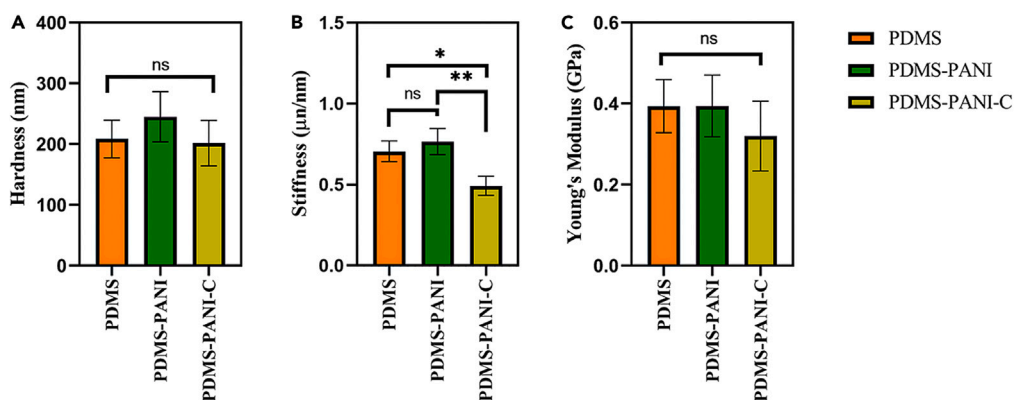 A
400
300
200
100
0
Hardness (nm)
ns
PDMS
PDMS-PANI
PDMS-PANI-C
B
1.5
1.0
0.5
0.0
Stiffness (μn/nm)
*
**
ns
PDMS
PDMS-PANI
PDMS-PANI-C
C
0.6
0.4
0.2
0.0
Young's Modulus (GPa)
ns
PDMS
PDMS-PANI
PDMS-PANI-C
PDMS
PDMS-PANI
PDMS-PANI-C